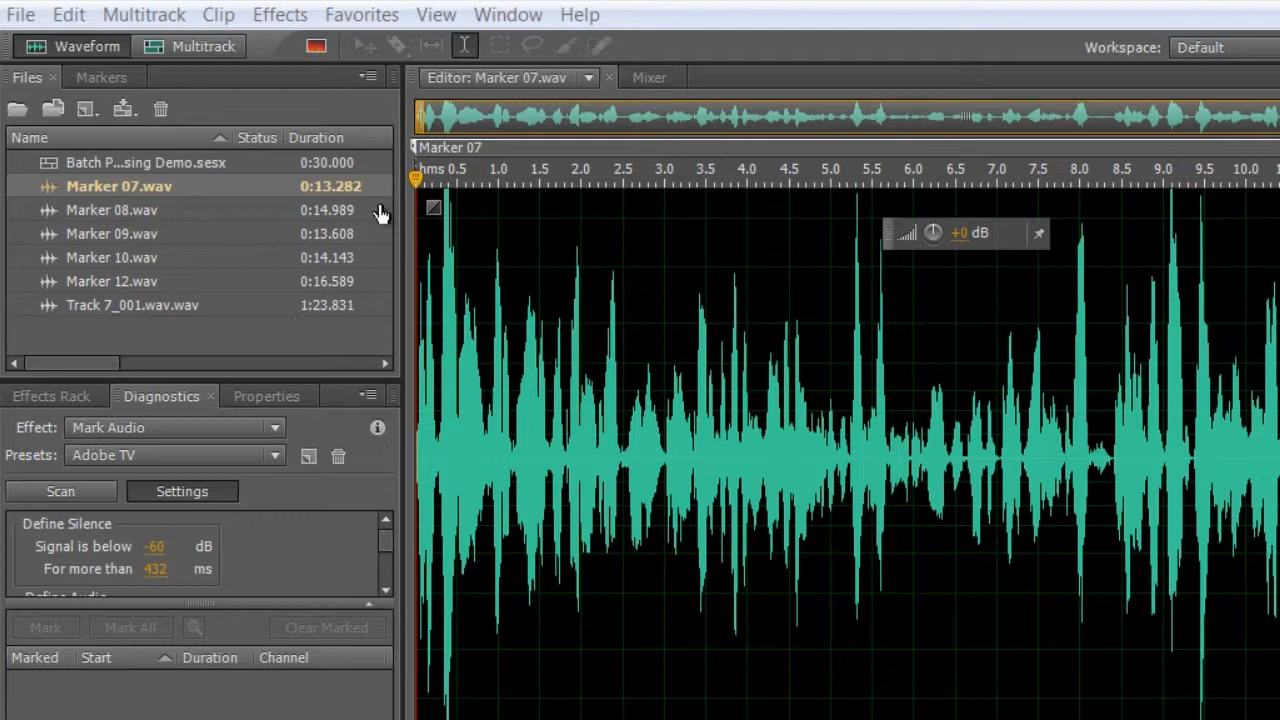 File Edit Multitrack Clip Effects Favorites View Window Help
Waveform Multitrack Workspace: Default
Files × Markers Editor: Marker 07.wav × Mixer
Name Status Duration
Batch P...sing Demo.sesx 0:30.000
Marker 07
Marker 07.wav 0:13.282
hms 0.5 1.0 1.5 2.0 2.5 3.0 3.5 4.0 4.5 5.0 5.5 6.0 6.5 7.0 7.5 8.0 8.5 9.0 9.5 10.0
Marker 08.wav 0:14.989
Marker 09.wav 0:13.608
+0 dB
Marker 10.wav 0:14.143
Marker 12.wav 0:16.589
Track 7_001.wav.wav 1:23.831
Effects Rack Diagnostics × Properties
Effect: Mark Audio
Presets: Adobe TV
Scan Settings
Define Silence
Signal is below -60 dB
For more than 432 ms
Mark Mark All Clear Marked
Marked Start Duration Channel